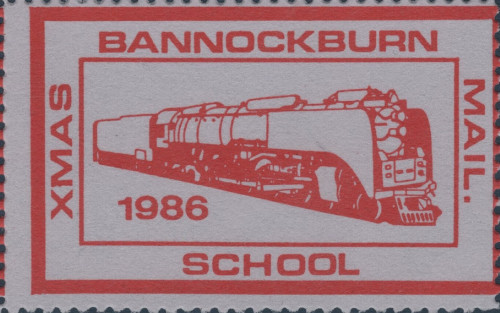 BANNOCKBURN
XMAS
MAIL.
1986
SCHOOL